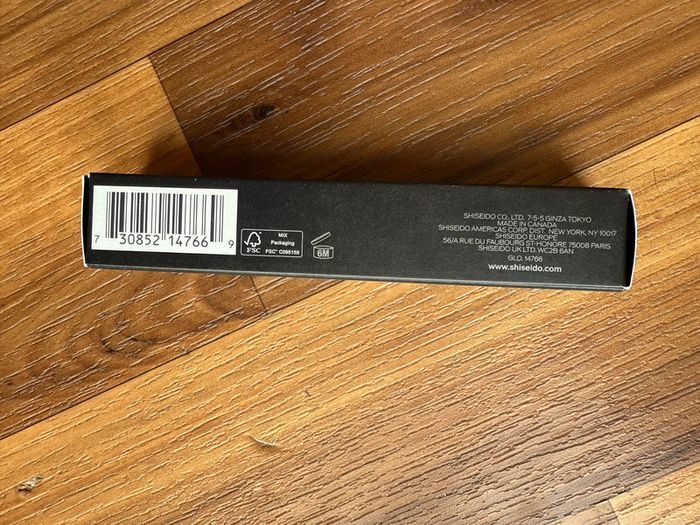 7 30852 14766 9
FSC
MIX
Packaging
FSC® C095159
6M
SHISEIDO CO., LTD. 7-5-5 GINZA TOKYO
MADE IN CANADA
SHISEIDO AMERICAS CORP. DIST. NEW YORK, NY 10017
SHISEIDO EUROPE
56/A RUE DU FAUBOURG ST-HONORE 75008 PARIS
SHISEIDO UK LTD, WC2B 6AN
GLO. 14766
www.shiseido.com